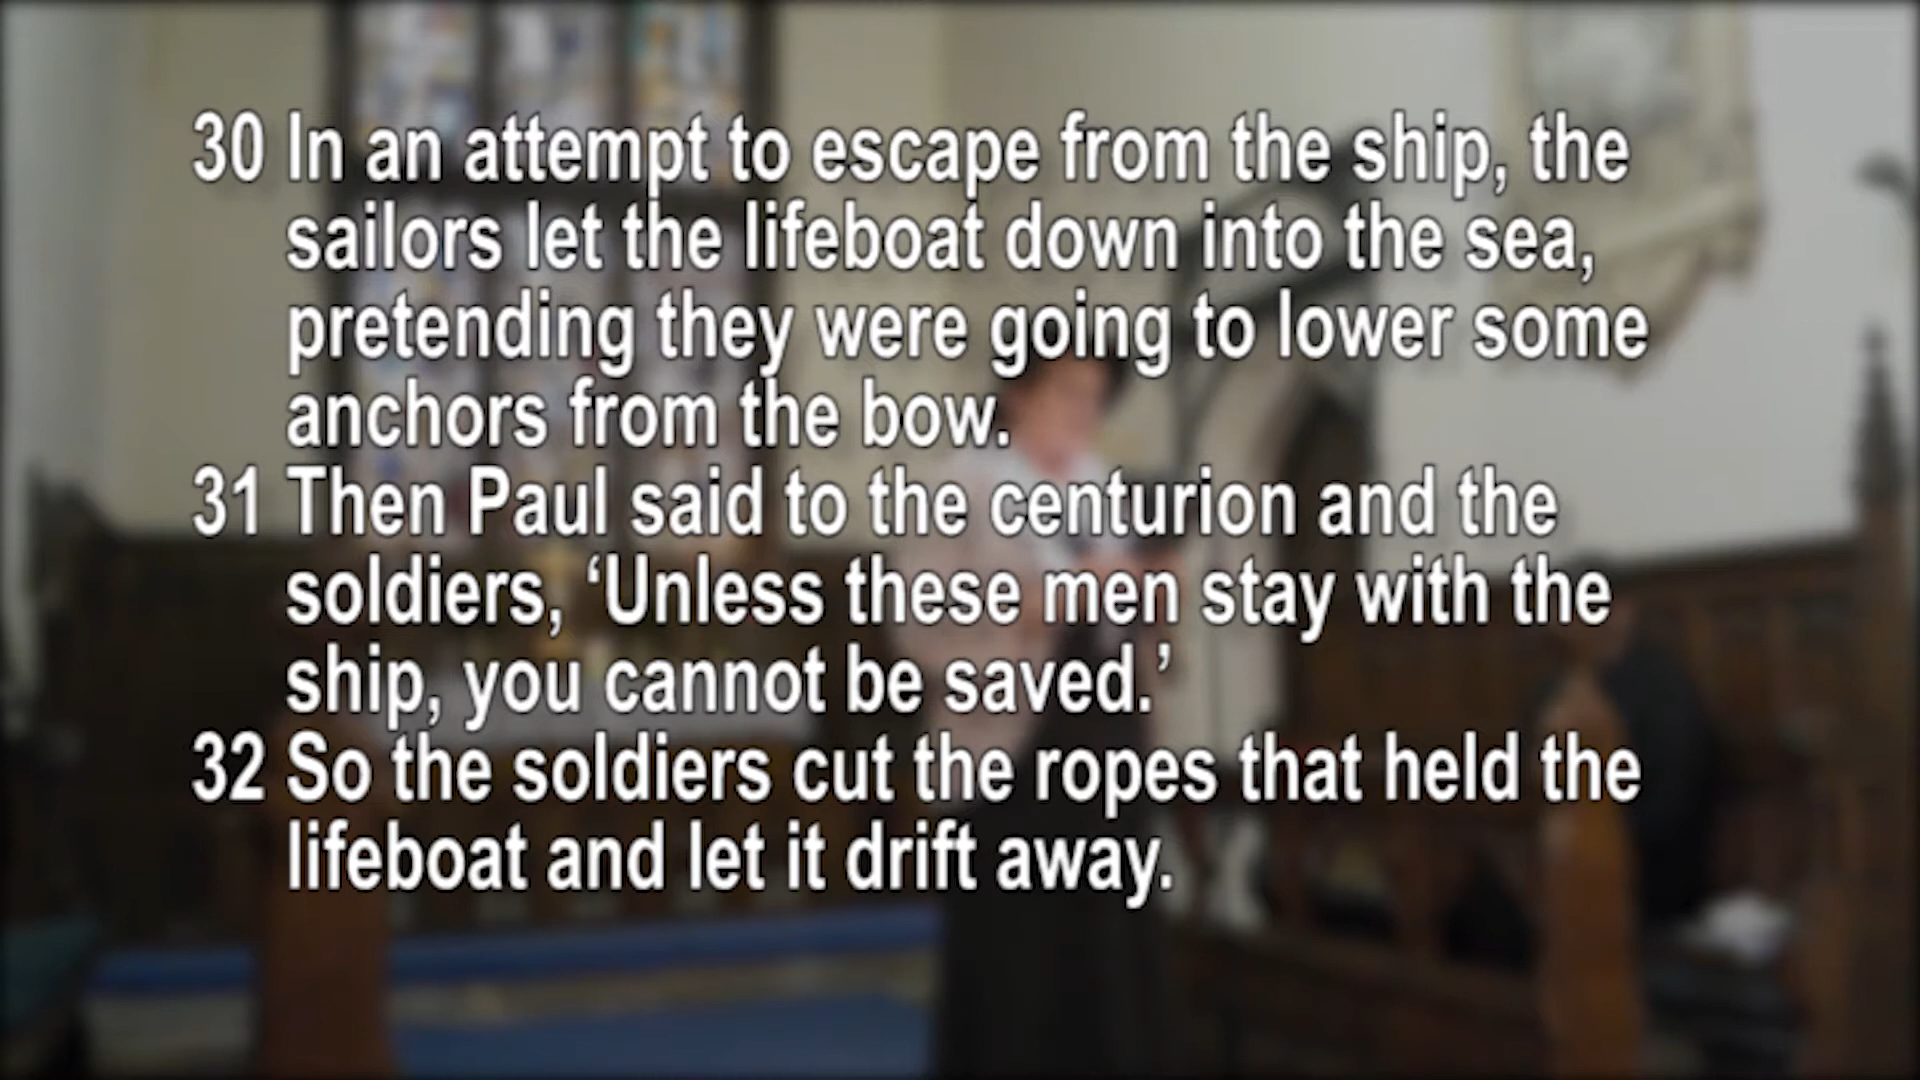 30 In an attempt to escape from the ship, the
sailors let the lifeboat down into the sea,
pretending they were going to lower some
anchors from the bow.
31 Then Paul said to the centurion and the
soldiers, ‘Unless these men stay with the
ship, you cannot be saved.’
32 So the soldiers cut the ropes that held the
lifeboat and let it drift away.